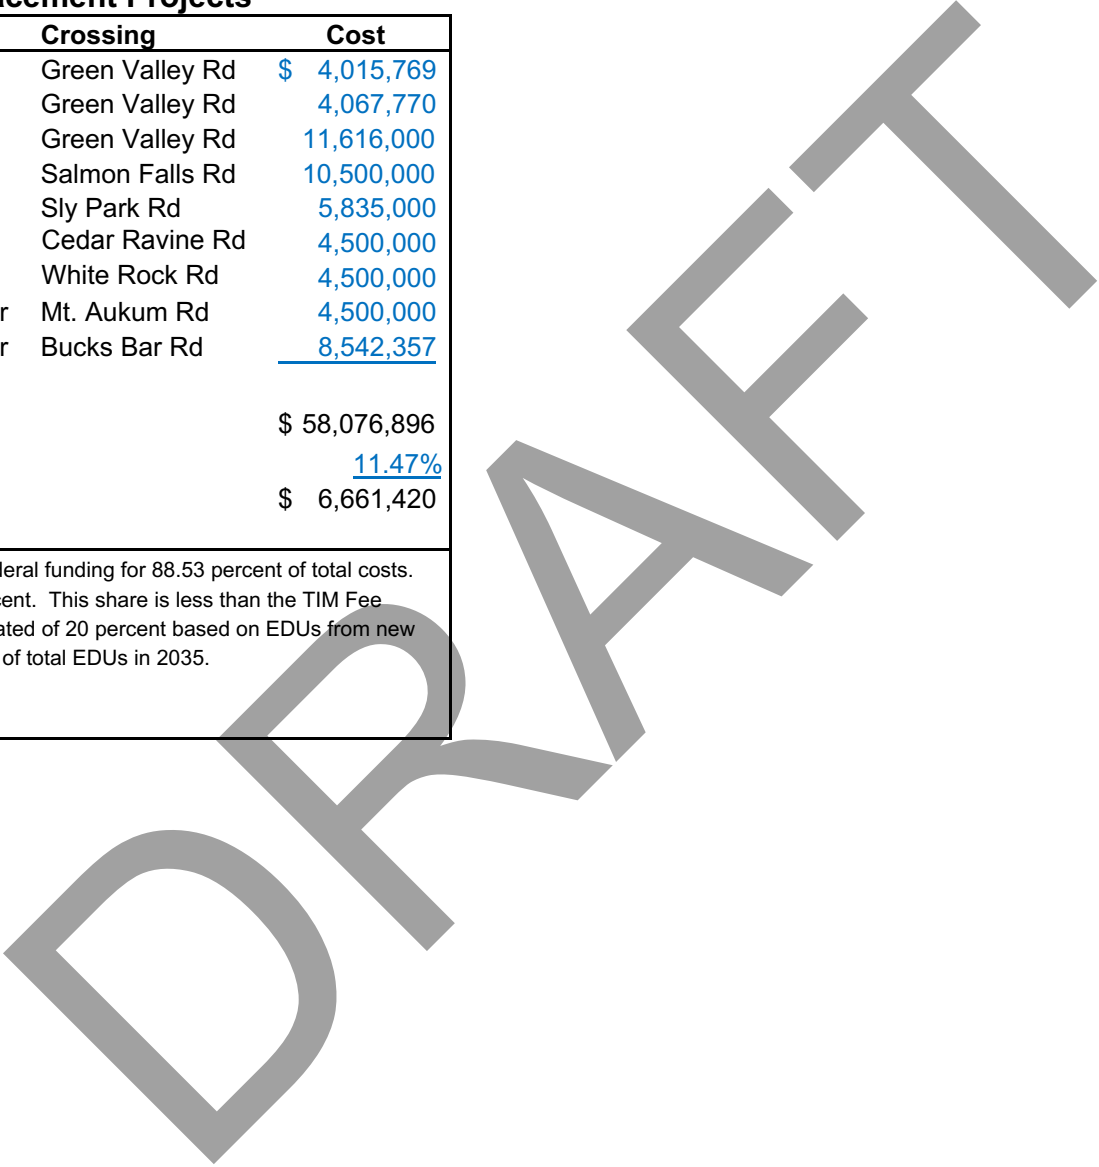 acement Projects
Crossing Cost
Green Valley Rd $ 4,015,769
Green Valley Rd 4,067,770
Green Valley Rd 11,616,000
Salmon Falls Rd 10,500,000
Sly Park Rd 5,835,000
Cedar Ravine Rd 4,500,000
White Rock Rd 4,500,000
r Mt. Aukum Rd 4,500,000
r Bucks Bar Rd 8,542,357
$ 58,076,896
11.47%
$ 6,661,420
deral funding for 88.53 percent of total costs.
cent. This share is less than the TIM Fee
ated of 20 percent based on EDUs from new
of total EDUs in 2035.
DRAFT